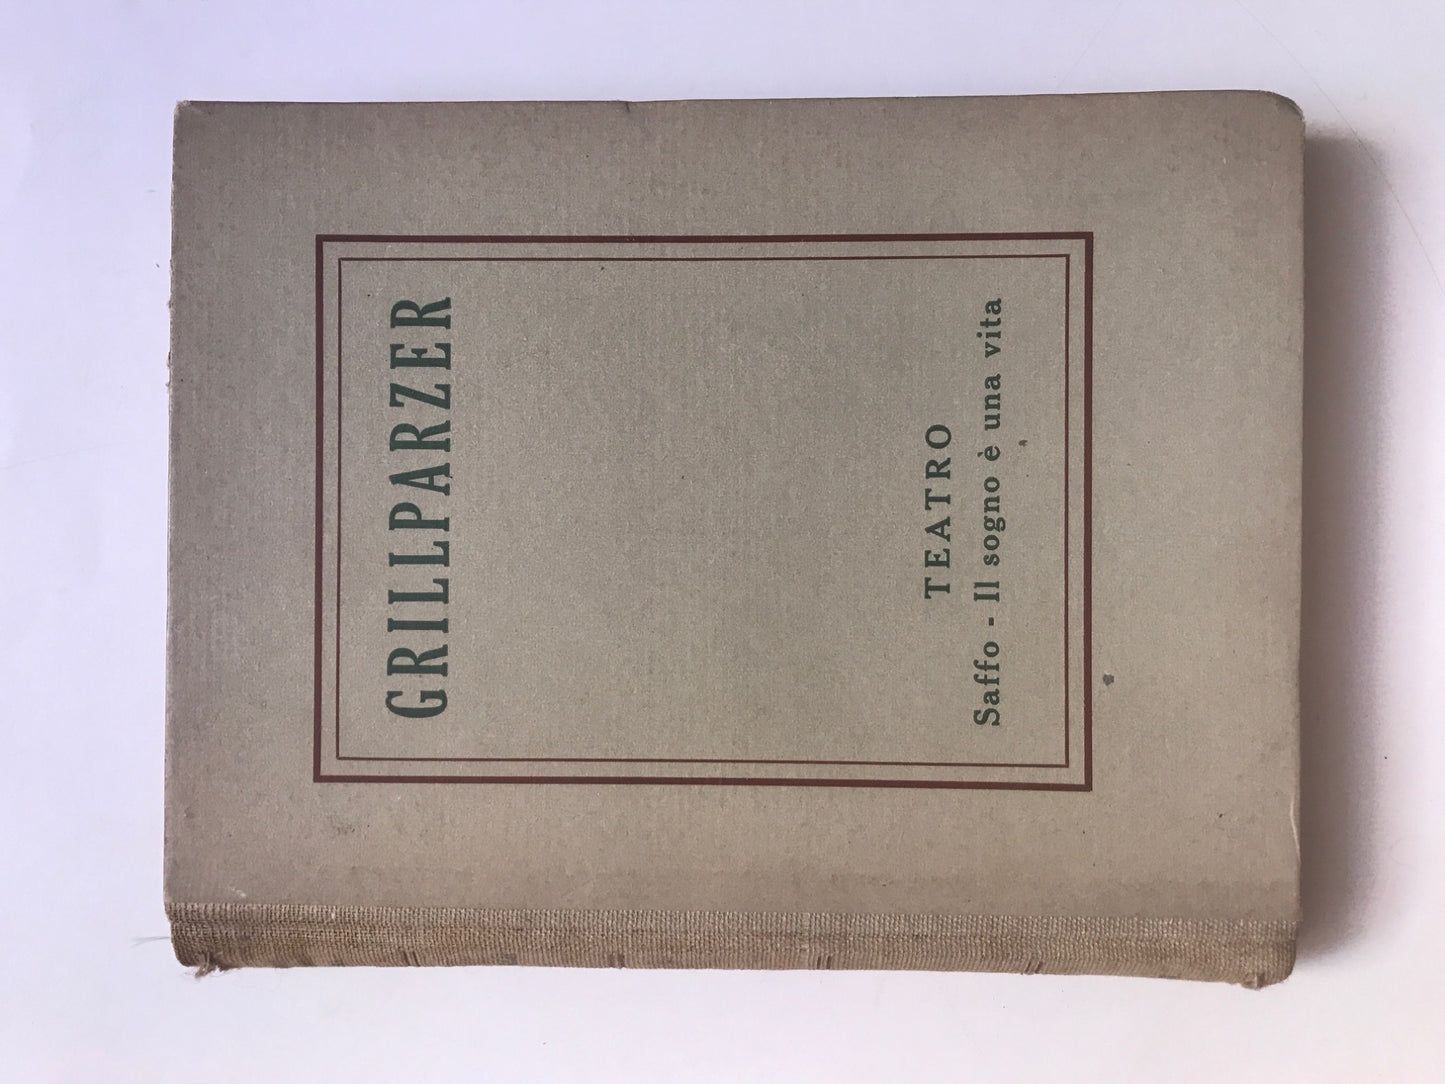 GRILLPARZER
TEATRO
Saffo - Il sogno è una vita